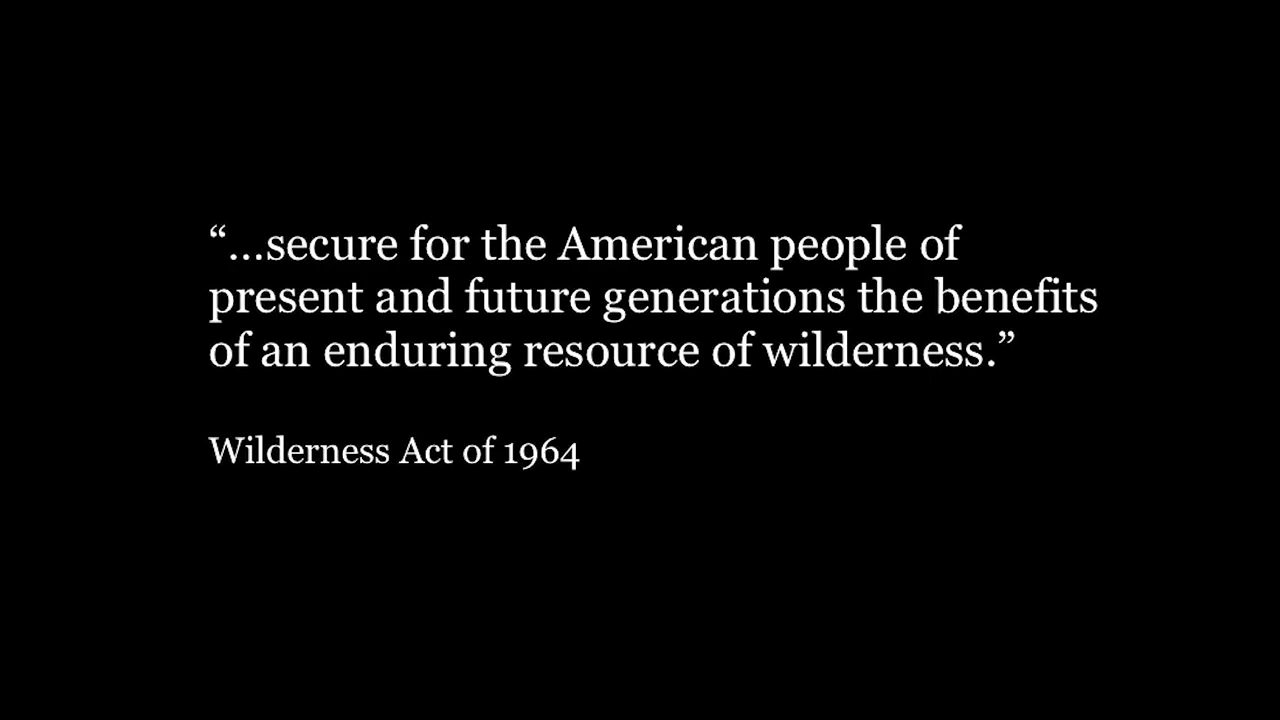 “...secure for the American people of
present and future generations the benefits
of an enduring resource of wilderness.”
Wilderness Act of 1964